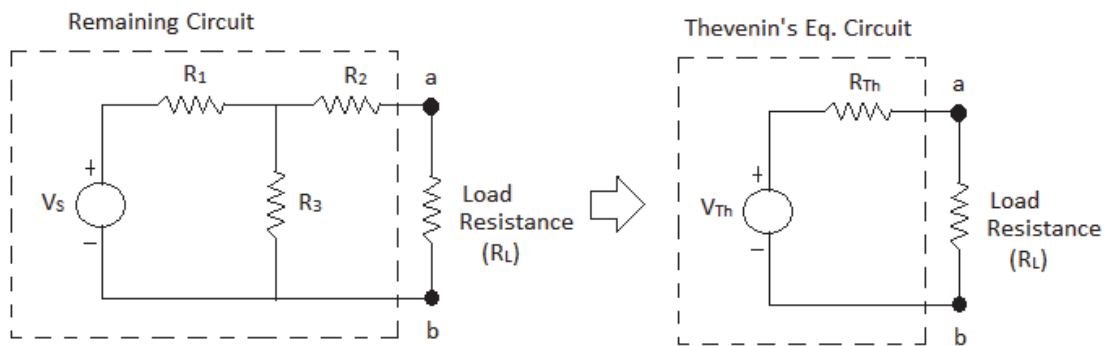 Remaining Circuit
R1
R2
a
+
Vs
−
R3
Load
Resistance
(RL)
b
Thevenin's Eq. Circuit
RTh
a
+
VTh
−
Load
Resistance
(RL)
b